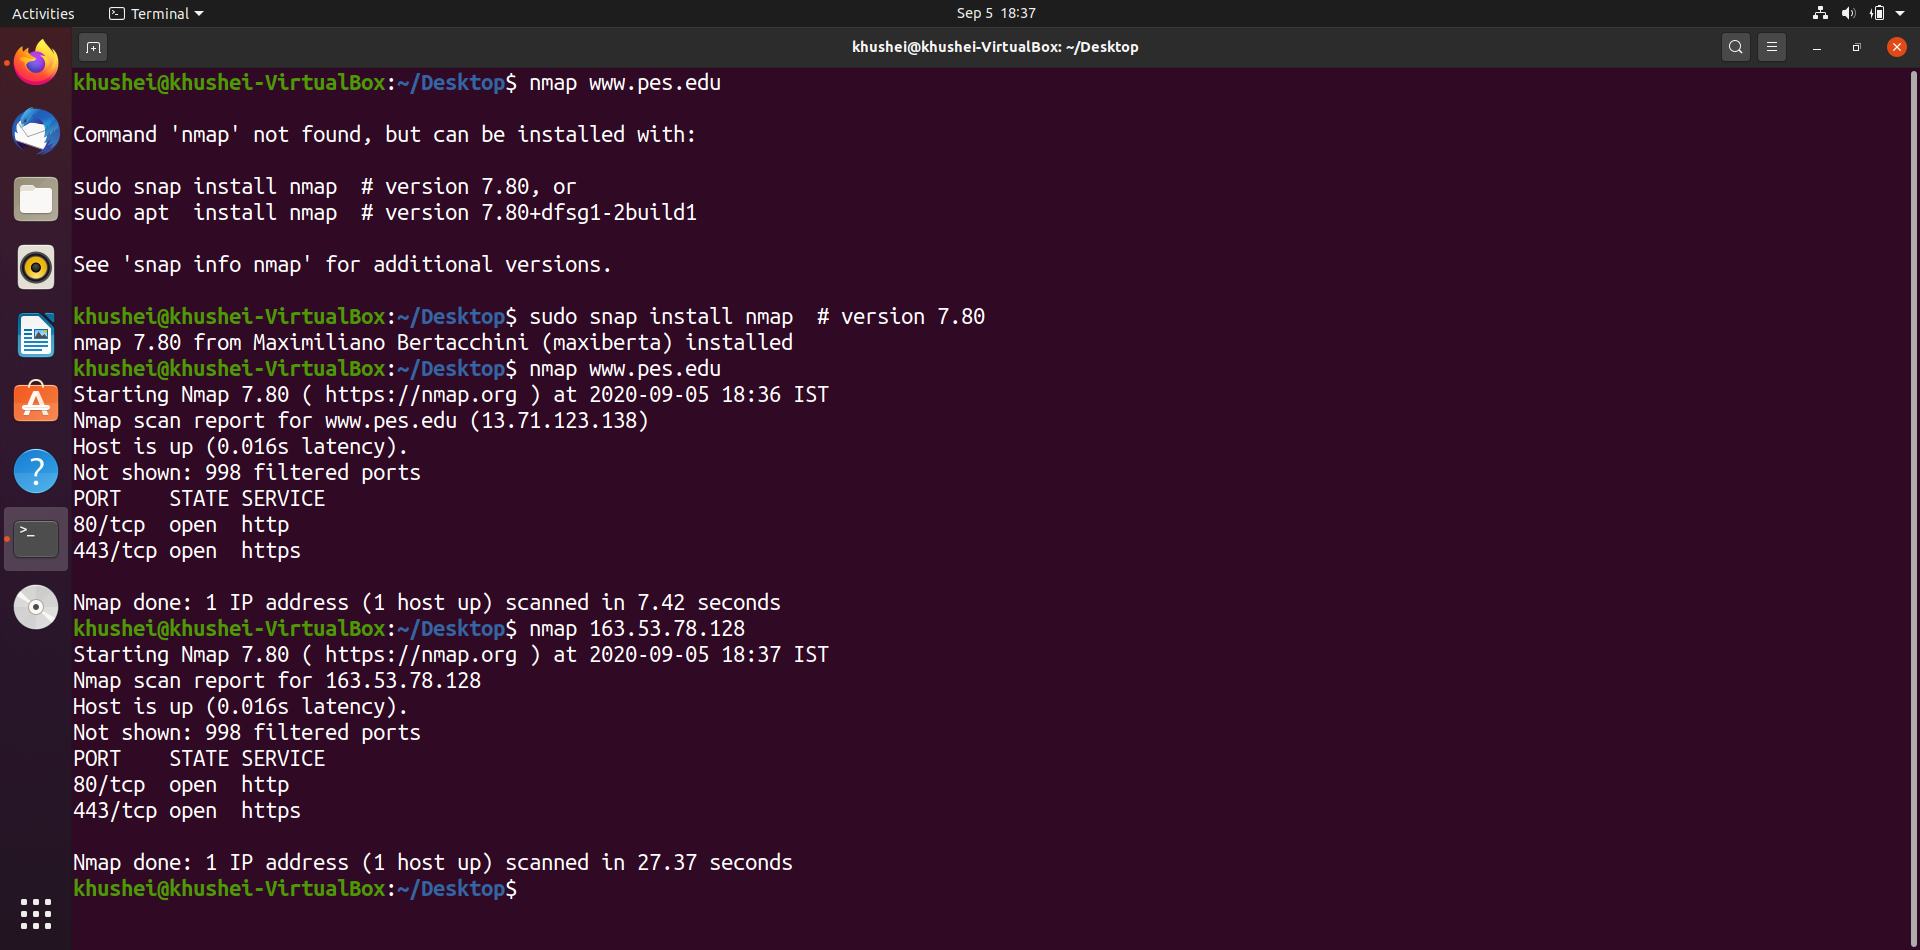 Activities
Terminal
Sep 5 18:37
khushei@khushei-VirtualBox: ~/Desktop
khushei@khushei-VirtualBox:~/Desktop$ nmap www.pes.edu
Command 'nmap' not found, but can be installed with:
sudo snap install nmap  # version 7.80, or
sudo apt  install nmap  # version 7.80+dfsg1-2build1
See 'snap info nmap' for additional versions.
khushei@khushei-VirtualBox:~/Desktop$ sudo snap install nmap  # version 7.80
nmap 7.80 from Maximiliano Bertacchini (maxiberta) installed
khushei@khushei-VirtualBox:~/Desktop$ nmap www.pes.edu
Starting Nmap 7.80 ( https://nmap.org ) at 2020-09-05 18:36 IST
Nmap scan report for www.pes.edu (13.71.123.138)
Host is up (0.016s latency).
Not shown: 998 filtered ports
PORT    STATE SERVICE
80/tcp  open  http
443/tcp open  https
Nmap done: 1 IP address (1 host up) scanned in 7.42 seconds
khushei@khushei-VirtualBox:~/Desktop$ nmap 163.53.78.128
Starting Nmap 7.80 ( https://nmap.org ) at 2020-09-05 18:37 IST
Nmap scan report for 163.53.78.128
Host is up (0.016s latency).
Not shown: 998 filtered ports
PORT    STATE SERVICE
80/tcp  open  http
443/tcp open  https
Nmap done: 1 IP address (1 host up) scanned in 27.37 seconds
khushei@khushei-VirtualBox:~/Desktop$